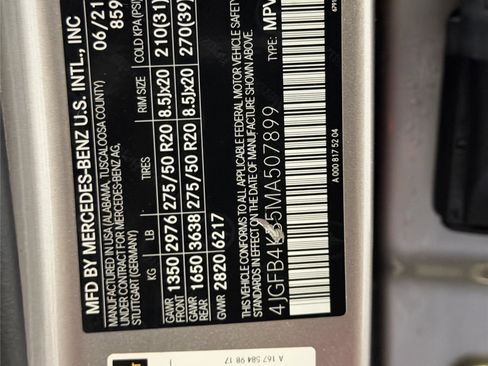 MFD BY MERCEDES-BENZ U.S. INTL., INC
06/21
859
MANUFACTURED IN USA (ALABAMA, TUSCALOOSA COUNTY)
UNDER CONTRACT FOR MERCEDES-BENZ AG.
KG LB TIRES RIM SIZE COLD KPA (PSI
GAWR FRONT 1350 2976 275/50 R20 8.5Jx20 210(31)
GAWR REAR 1650 3638 275/50 R20 8.5Jx20 270(39)
GVWR 2820 6217
THIS VEHICLE CONFORMS TO ALL APPLICABLE FEDERAL MOTOR VEHICLE SAFETY
IN EFFECT ON THE DATE OF MANUFACTURE SHOWN ABOVE.
4JGFB4 5MA507899 TYPE: MPV
A 000 817 52 04
A 167 584 98 17